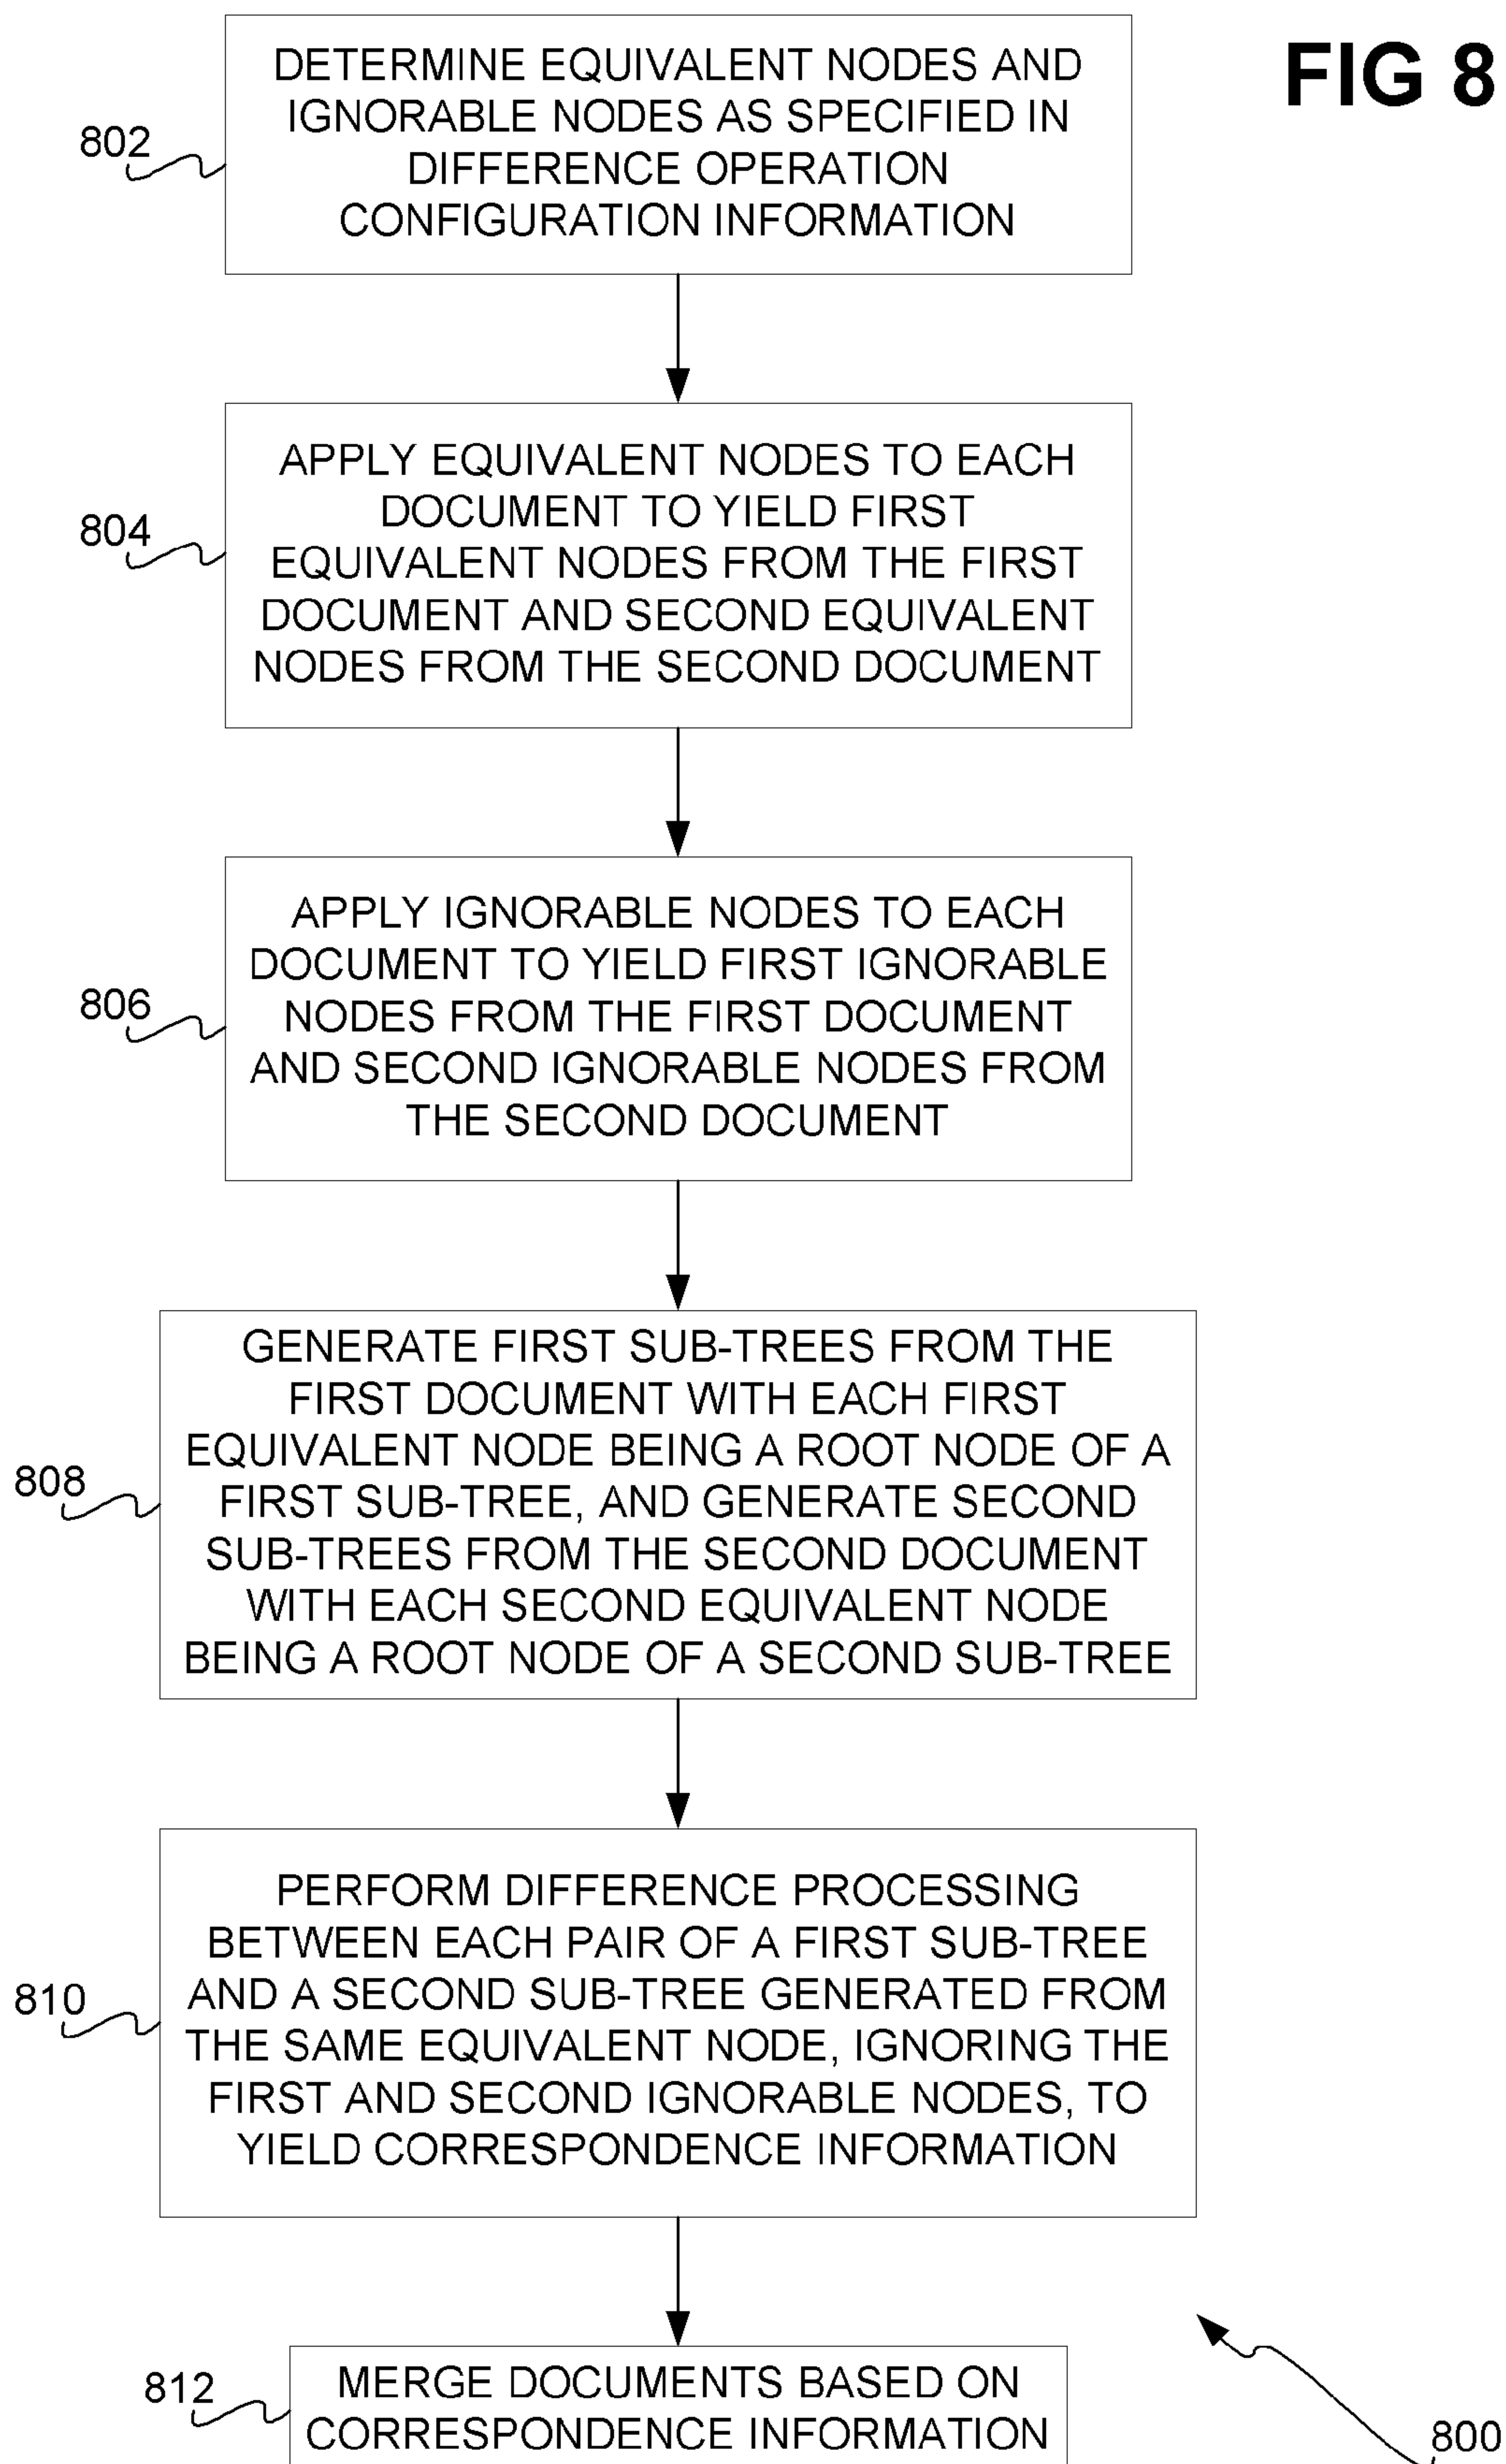 FIG 8
DETERMINE EQUIVALENT NODES AND
IGNORABLE NODES AS SPECIFIED IN
DIFFERENCE OPERATION
CONFIGURATION INFORMATION
802
APPLY EQUIVALENT NODES TO EACH
DOCUMENT TO YIELD FIRST
EQUIVALENT NODES FROM THE FIRST
DOCUMENT AND SECOND EQUIVALENT
NODES FROM THE SECOND DOCUMENT
804
APPLY IGNORABLE NODES TO EACH
DOCUMENT TO YIELD FIRST IGNORABLE
NODES FROM THE FIRST DOCUMENT
AND SECOND IGNORABLE NODES FROM
THE SECOND DOCUMENT
806
GENERATE FIRST SUB-TREES FROM THE
FIRST DOCUMENT WITH EACH FIRST
EQUIVALENT NODE BEING A ROOT NODE OF A
FIRST SUB-TREE, AND GENERATE SECOND
SUB-TREES FROM THE SECOND DOCUMENT
WITH EACH SECOND EQUIVALENT NODE
BEING A ROOT NODE OF A SECOND SUB-TREE
808
PERFORM DIFFERENCE PROCESSING
BETWEEN EACH PAIR OF A FIRST SUB-TREE
AND A SECOND SUB-TREE GENERATED FROM
THE SAME EQUIVALENT NODE, IGNORING THE
FIRST AND SECOND IGNORABLE NODES, TO
YIELD CORRESPONDENCE INFORMATION
810
MERGE DOCUMENTS BASED ON
CORRESPONDENCE INFORMATION
812
800